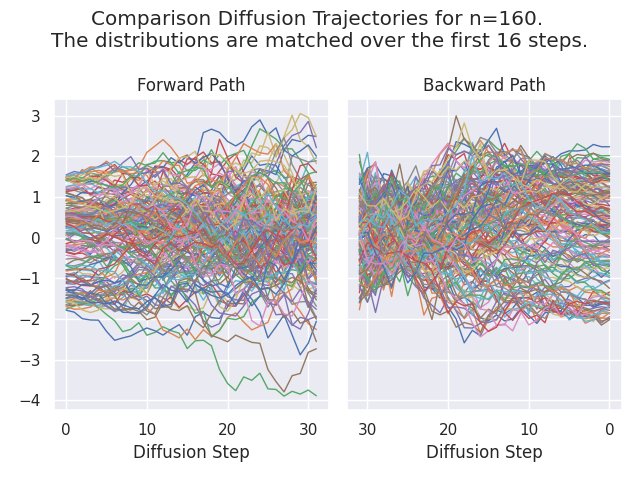 Comparison Diffusion Trajectories for n=160.
The distributions are matched over the first 16 steps.
Forward Path
Backward Path
3
2
1
0
−1
−2
−3
−4
0 10 20 30
30 20 10 0
Diffusion Step
Diffusion Step